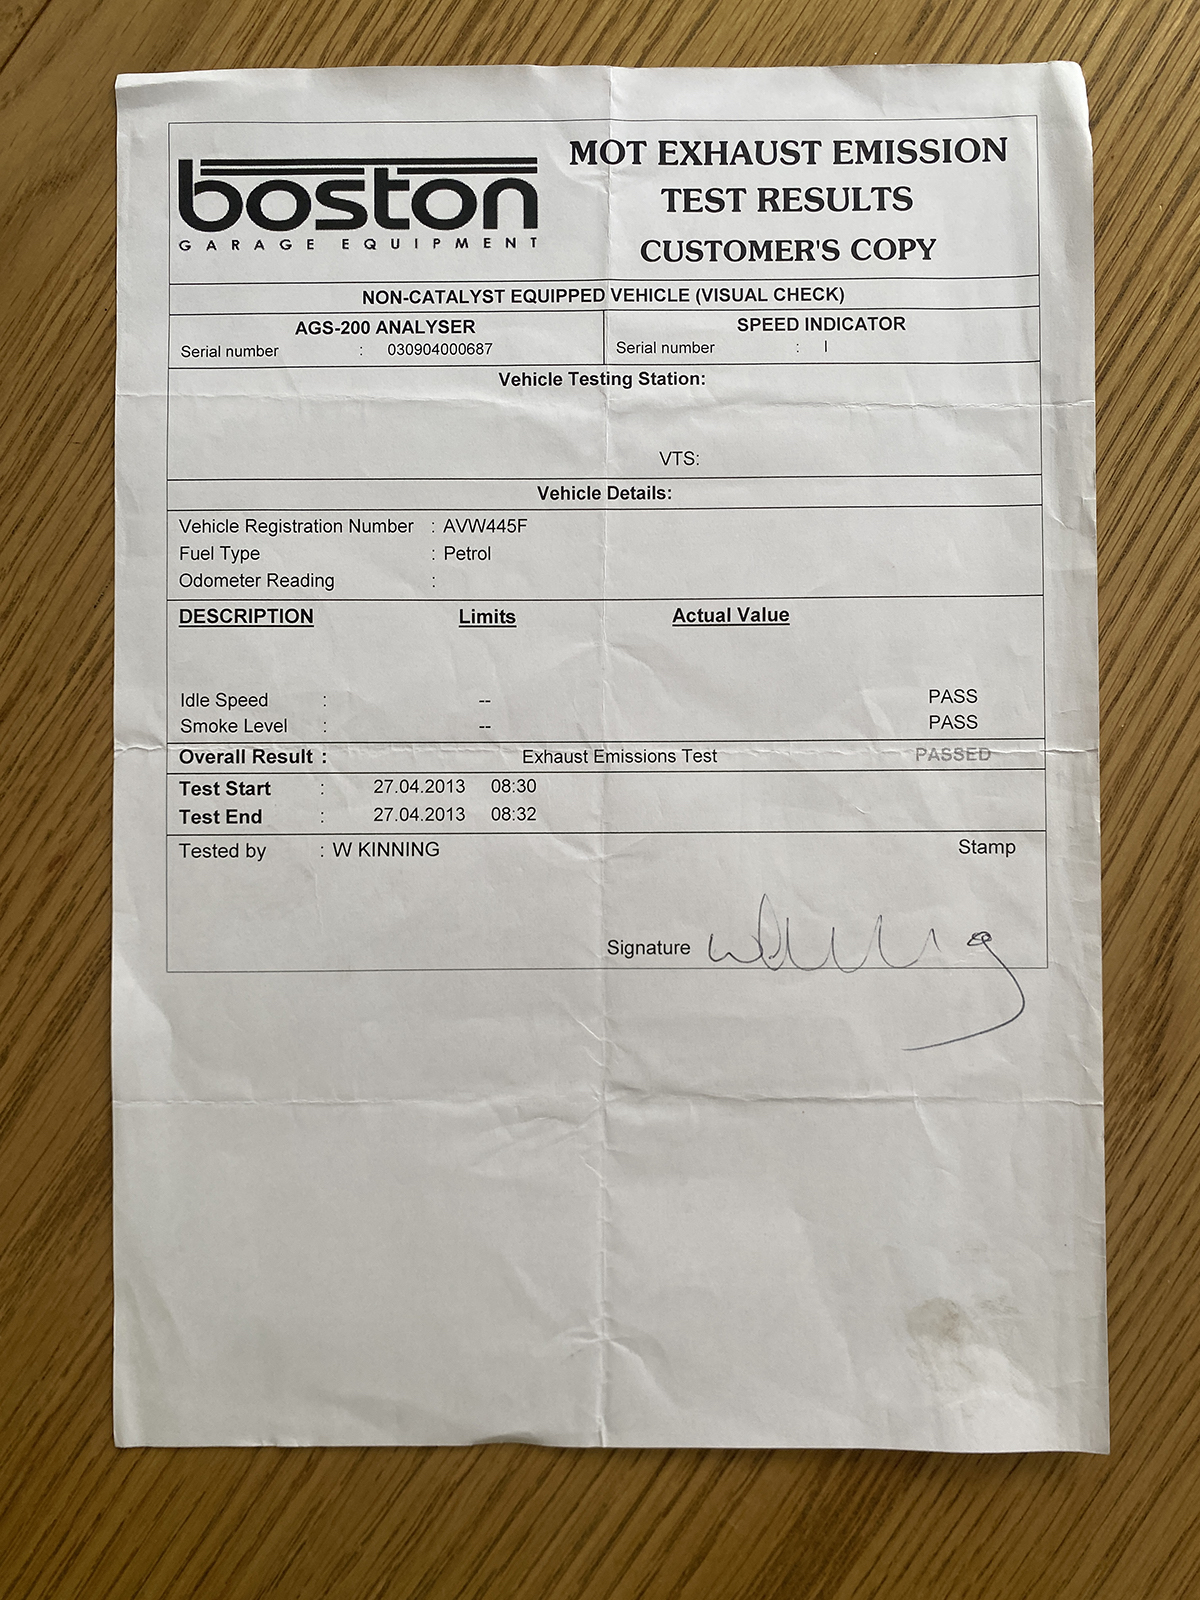 boston
GARAGE EQUIPMENT
MOT EXHAUST EMISSION
TEST RESULTS
CUSTOMER'S COPY
NON-CATALYST EQUIPPED VEHICLE (VISUAL CHECK)
AGS-200 ANALYSER
Serial number : 030904000687
SPEED INDICATOR
Serial number : I
Vehicle Testing Station:
VTS:
Vehicle Details:
Vehicle Registration Number : AVW445F
Fuel Type : Petrol
Odometer Reading :
DESCRIPTION Limits Actual Value
Idle Speed : -- PASS
Smoke Level : -- PASS
Overall Result : Exhaust Emissions Test PASSED
Test Start : 27.04.2013 08:30
Test End : 27.04.2013 08:32
Tested by : W KINNING Stamp
Signature